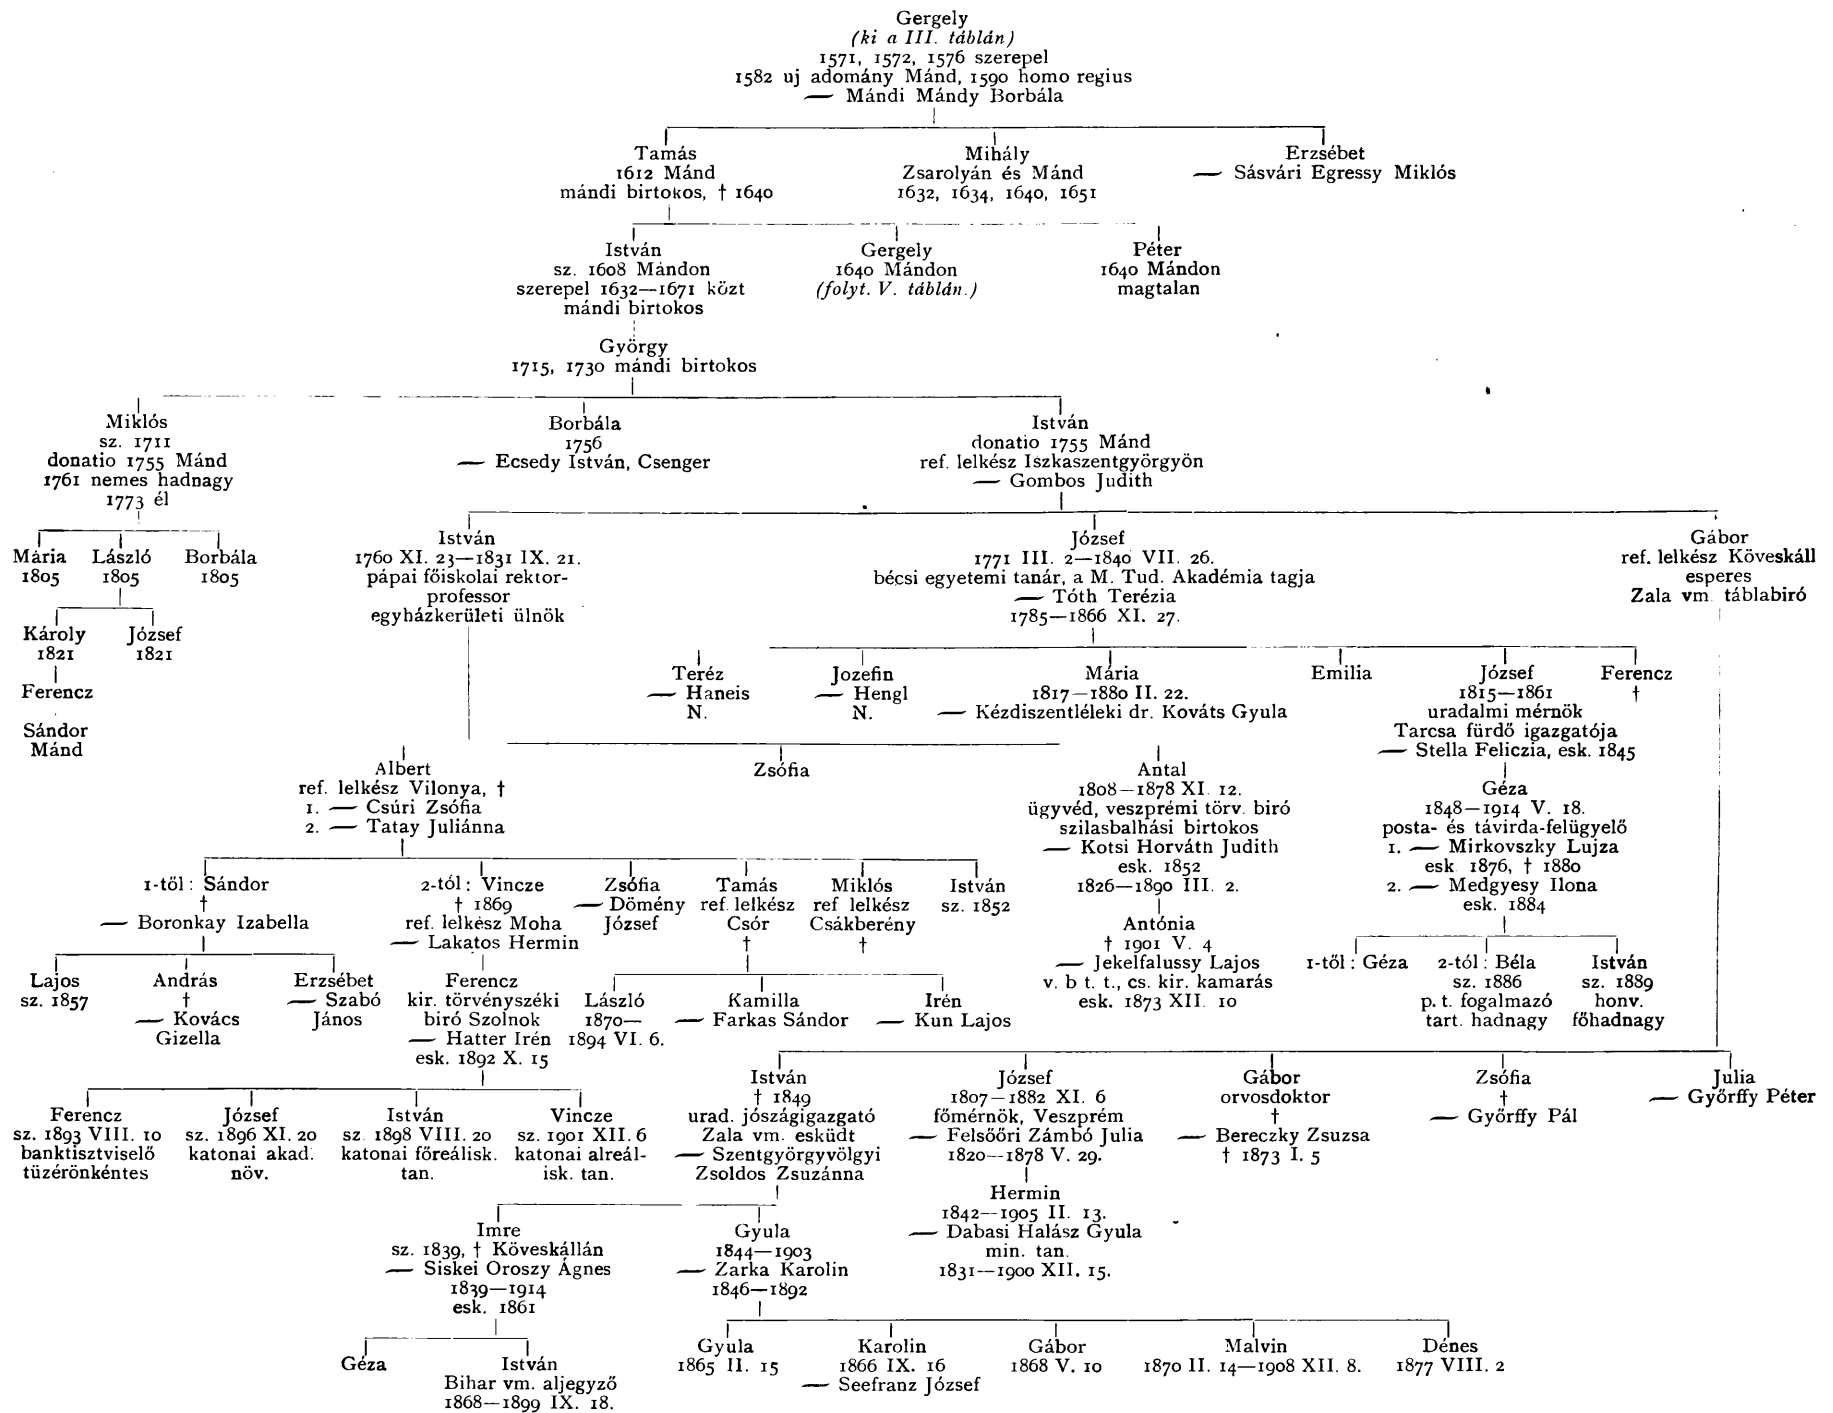 Gergely
(ki a III. táblán)
1571, 1572, 1576 szerepel
1582 uj adomány Mánd, 1590 homo regius
— Mándi Mándy Borbála
Tamás
1612 Mánd
mándi birtokos, † 1640
Mihály
Zsarolyán és Mánd
1632, 1634, 1640, 1651
Erzsébet
— Sásvári Egressy Miklós
István
sz. 1608 Mándon
szerepel 1632—1671 közt
mándi birtokos
Gergely
1640 Mándon
(folyt. V. táblán.)
Péter
1640 Mándon
magtalan
György
1715, 1730 mándi birtokos
Miklós
sz. 1711
donatio 1755 Mánd
1761 nemes hadnagy
1773 él
Borbála
1756
— Ecsedy István, Csenger
István
donatio 1755 Mánd
ref. lelkész Iszkaszentgyörgyön
— Gombos Judith
Mária
1805
László
1805
Borbála
1805
István
1760 XI. 23—1831 IX. 21.
pápai főiskolai rektor-
professor
egyházkerületi ülnök
József
1771 III. 2—1840 VII. 26.
bécsi egyetemi tanár, a M. Tud. Akadémia tagja
— Tóth Terézia
1785—1866 XI. 27.
Gábor
ref. lelkész Köveskáll
esperes
Zala vm. táblabiró
Károly
1821
József
1821
Ferencz
Sándor
Mánd
Teréz
— Haneis
N.
Jozefin
— Hengl
N.
Mária
1817—1880 II. 22.
— Kézdiszentléleki dr. Kováts Gyula
Emilia
József
1815—1861
uradalmi mérnök
Tarcsa fürdő igazgatója
— Stella Feliczia, esk. 1845
Ferencz
†
Albert
ref. lelkész Vilonya, †
1. — Csúri Zsófia
2. — Tatay Juliánna
Zsófia
Antal
1808—1878 XI. 12.
ügyvéd, veszprémi törv. biró
szilasbalhási birtokos
— Kotsi Horváth Judith
esk. 1852
1826—1890 III. 2.
Géza
1848—1914 V. 18.
posta- és távirda-felügyelő
1. — Mirkovszky Lujza
esk. 1876, † 1880
2. — Medgyesy Ilona
esk. 1884
1-től: Sándor
†
— Boronkay Izabella
2-tól: Vincze
† 1869
ref. lelkész Moha
— Lakatos Hermin
Zsófia
— Dömény
József
Tamás
ref. lelkész
Csór
†
Miklós
ref lelkész
Csákberény
†
István
sz. 1852
Antónia
† 1901 V. 4
— Jekelfalussy Lajos
v. b t. t., cs. kir. kamarás
esk. 1873 XII. 10
1-től: Géza
2-tól: Béla
sz. 1886
p. t. fogalmazó
tart. hadnagy
István
sz. 1889
honv.
főhadnagy
Lajos
sz. 1857
András
†
— Kovács
Gizella
Erzsébet
— Szabó
János
Ferencz
kir. törvényszéki
biró Szolnok
— Hatter Irén
esk. 1892 X. 15
László
1870—
1894 VI. 6.
Kamilla
— Farkas Sándor
Irén
— Kun Lajos
Ferencz
sz. 1893 VIII. 10
banktisztviselő
tüzérönkéntes
József
sz. 1896 XI. 20
katonai akad.
növ.
István
sz. 1898 VIII. 20
katonai főreálisk.
tan.
Vincze
sz. 1901 XII. 6
katonai alreál-
isk. tan.
István
† 1849
urad. jószágigazgató
Zala vm. esküdt
— Szentgyörgyvölgyi
Zsoldos Zsuzánna
József
1807—1882 XI. 6
főmérnök, Veszprém
— Felsőőri Zámbó Julia
1820—1878 V. 29.
Gábor
orvosdoktor
†
— Bereczky Zsuzsa
† 1873 I. 5
Zsófia
†
— Győrffy Pál
Julia
— Győrffy Péter
Hermin
1842—1905 II. 13.
— Dabasi Halász Gyula
min. tan.
1831—1900 XII. 15.
Imre
sz. 1839, † Köveskállán
— Siskei Oroszy Ágnes
1839—1914
esk. 1861
Gyula
1844—1903
— Zarka Karolin
1846—1892
Géza
István
Bihar vm. aljegyző
1868—1899 IX. 18.
Gyula
1865 II. 15
Karolin
1866 IX. 16
— Seefranz József
Gábor
1868 V. 10
Malvin
1870 II. 14—1908 XII. 8.
Dénes
1877 VIII. 2